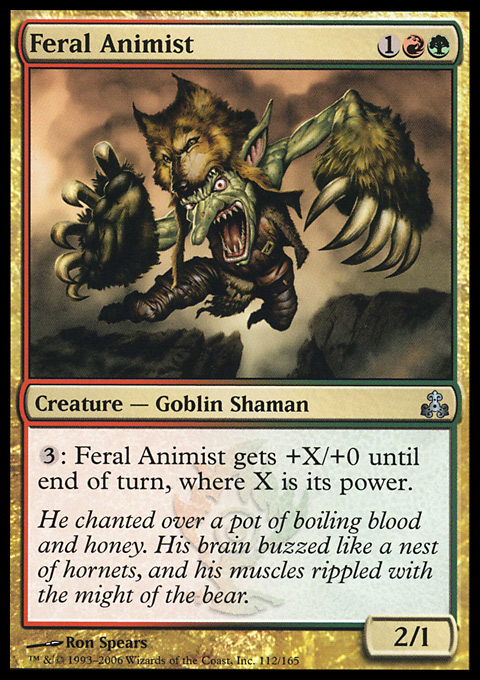 Feral Animist 1
Creature — Goblin Shaman
3: Feral Animist gets +X/+0 until
end of turn, where X is its power.
He chanted over a pot of boiling blood
and honey. His brain buzzed like a nest
of hornets, and his muscles rippled with
the might of the bear.
Ron Spears
2/1
™ & © 1993–2006 Wizards of the Coast, Inc. 112/165